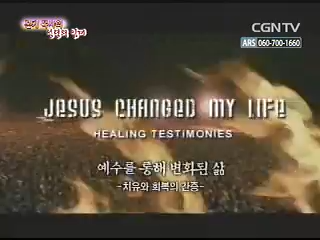 CGNTV
ARS 060-700-1660
JESUS CHANGED MY LIFE
HEALING TESTIMONIES
예수를 통해 변화된 삶
-치유와 회복의 간증-